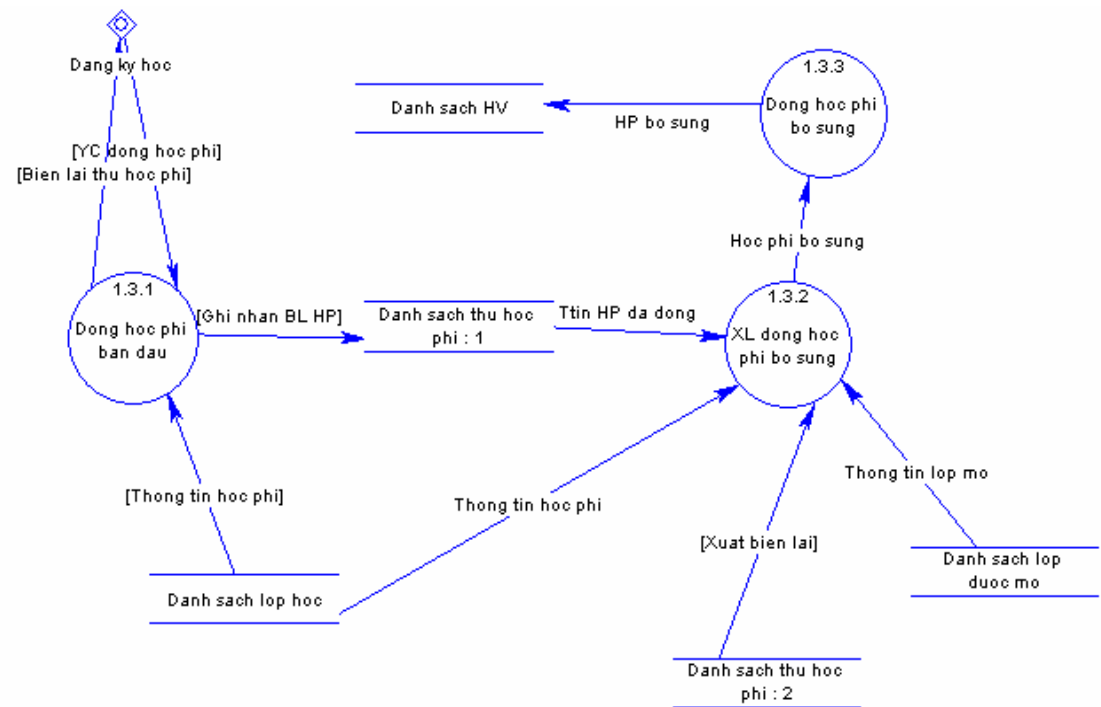 Dang ky hoc
1.3.3
Dong hoc phi
bo sung
Danh sach HV
HP bo sung
[YC dong hoc phi]
[Bien lai thu hoc phi]
Hoc phi bo sung
1.3.1
Dong hoc phi
ban dau
[Ghi nhan BL HP]
Danh sach thu hoc
phi : 1
Ttin HP da dong
1.3.2
XL dong hoc
phi bo sung
[Thong tin hoc phi]
Thong tin hoc phi
Thong tin lop mo
[Xuat bien lai]
Danh sach lop hoc
Danh sach lop
duoc mo
Danh sach thu hoc
phi : 2